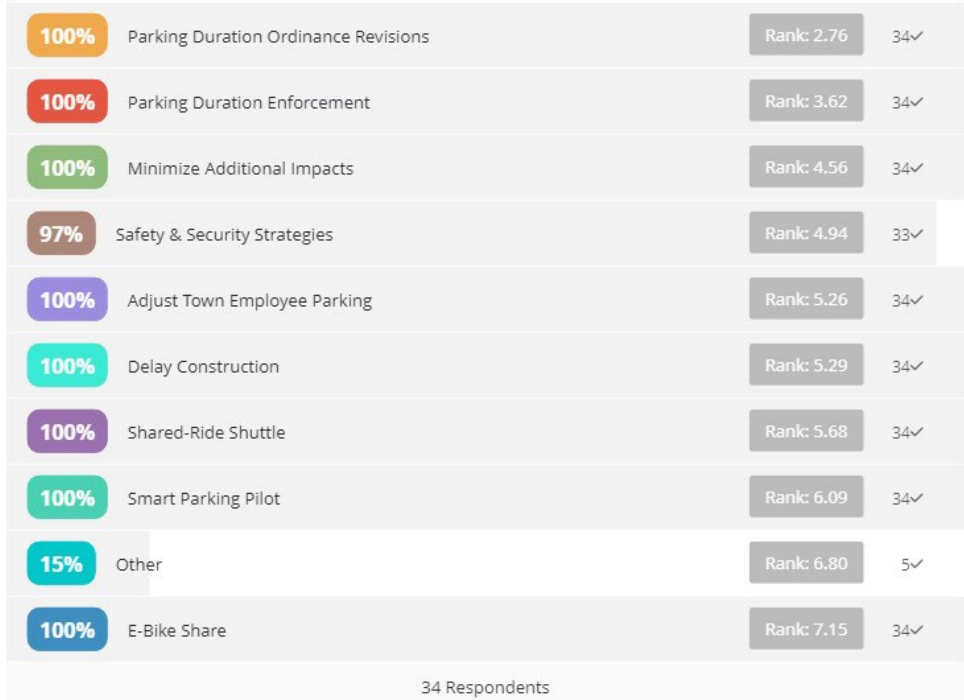 100% Parking Duration Ordinance Revisions Rank: 2.76 34✓
100% Parking Duration Enforcement Rank: 3.62 34✓
100% Minimize Additional Impacts Rank: 4.56 34✓
97% Safety & Security Strategies Rank: 4.94 33✓
100% Adjust Town Employee Parking Rank: 5.26 34✓
100% Delay Construction Rank: 5.29 34✓
100% Shared-Ride Shuttle Rank: 5.68 34✓
100% Smart Parking Pilot Rank: 6.09 34✓
15% Other Rank: 6.80 5✓
100% E-Bike Share Rank: 7.15 34✓
34 Respondents